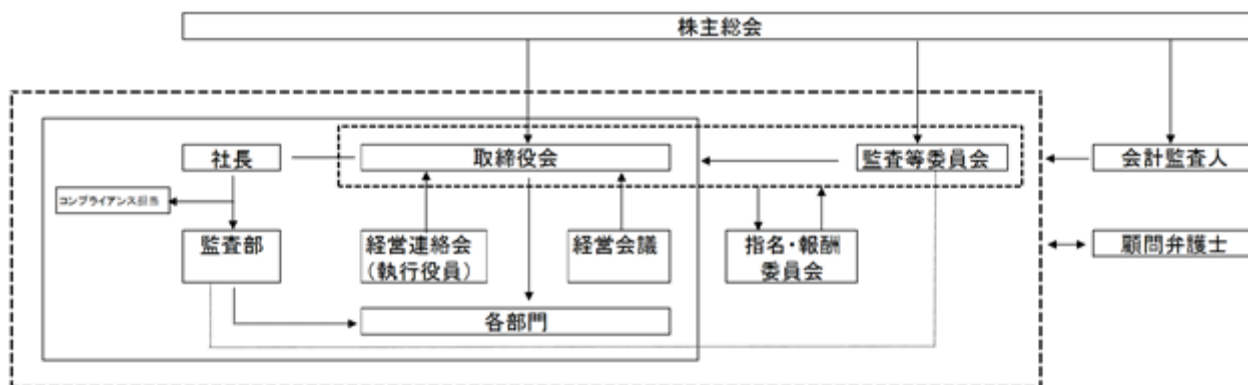 株主総会
社長
取締役会
監査等委員会
会計監査人
コンプライアンス担当
監査部
経営連絡会
(執行役員)
経営会議
指名・報酬
委員会
顧問弁護士
各部門